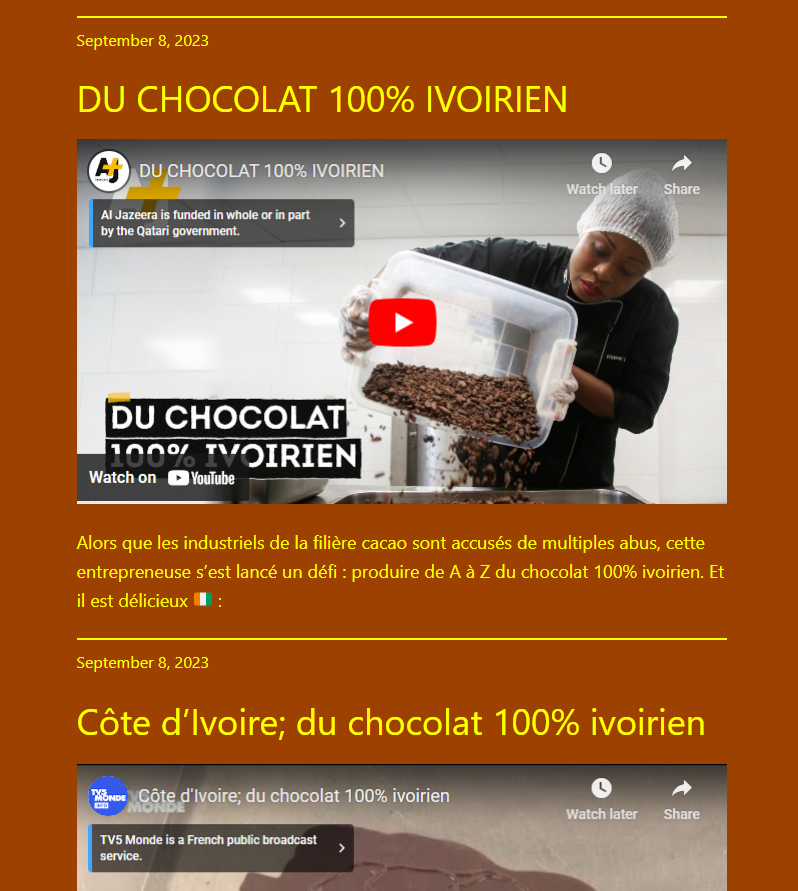 September 8, 2023
DU CHOCOLAT 100% IVOIRIEN
DU CHOCOLAT 100% IVOIRIEN
Watch later
Share
Al Jazeera is funded in whole or in part
by the Qatari government.
DU CHOCOLAT
100% IVOIRIEN
Watch on YouTube
Alors que les industriels de la filière cacao sont accusés de multiples abus, cette
entrepreneuse s’est lancé un défi : produire de A à Z du chocolat 100% ivoirien. Et
il est délicieux 🇨🇮 :
September 8, 2023
Côte d’Ivoire; du chocolat 100% ivoirien
TV5
MONDE
Côte d'Ivoire; du chocolat 100% ivoirien
Watch later
Share
TV5 Monde is a French public broadcast
service.